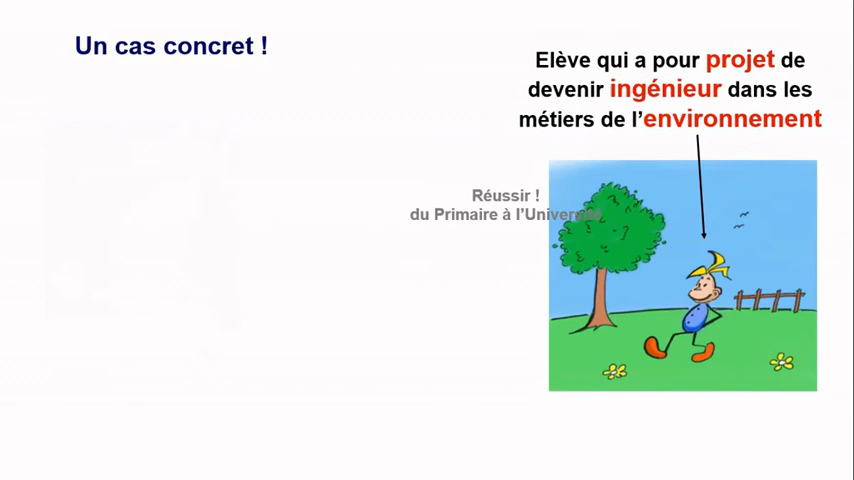 Un cas concret !
Elève qui a pour projet de
devenir ingénieur dans les
métiers de l'environnement
Réussir !
du Primaire à l'Université